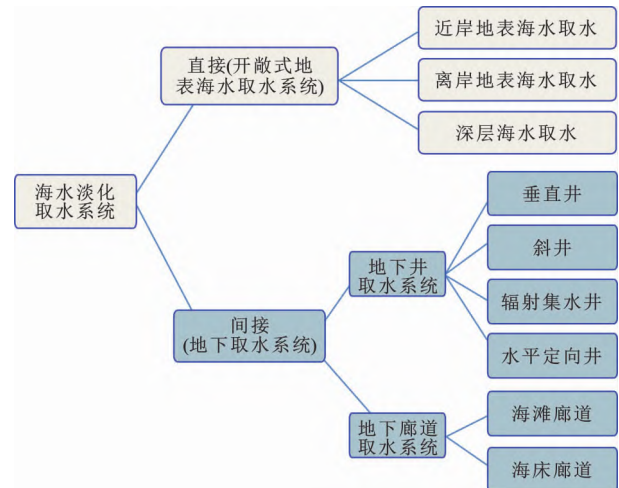 近岸地表海水取水
直接(开敞式地
表海水取水系统)
离岸地表海水取水
深层海水取水
海水淡化
取水系统
垂直井
地下井
取水系统
斜井
间接
(地下取水系统)
辐射集水井
水平定向井
地下廊道
取水系统
海滩廊道
海床廊道